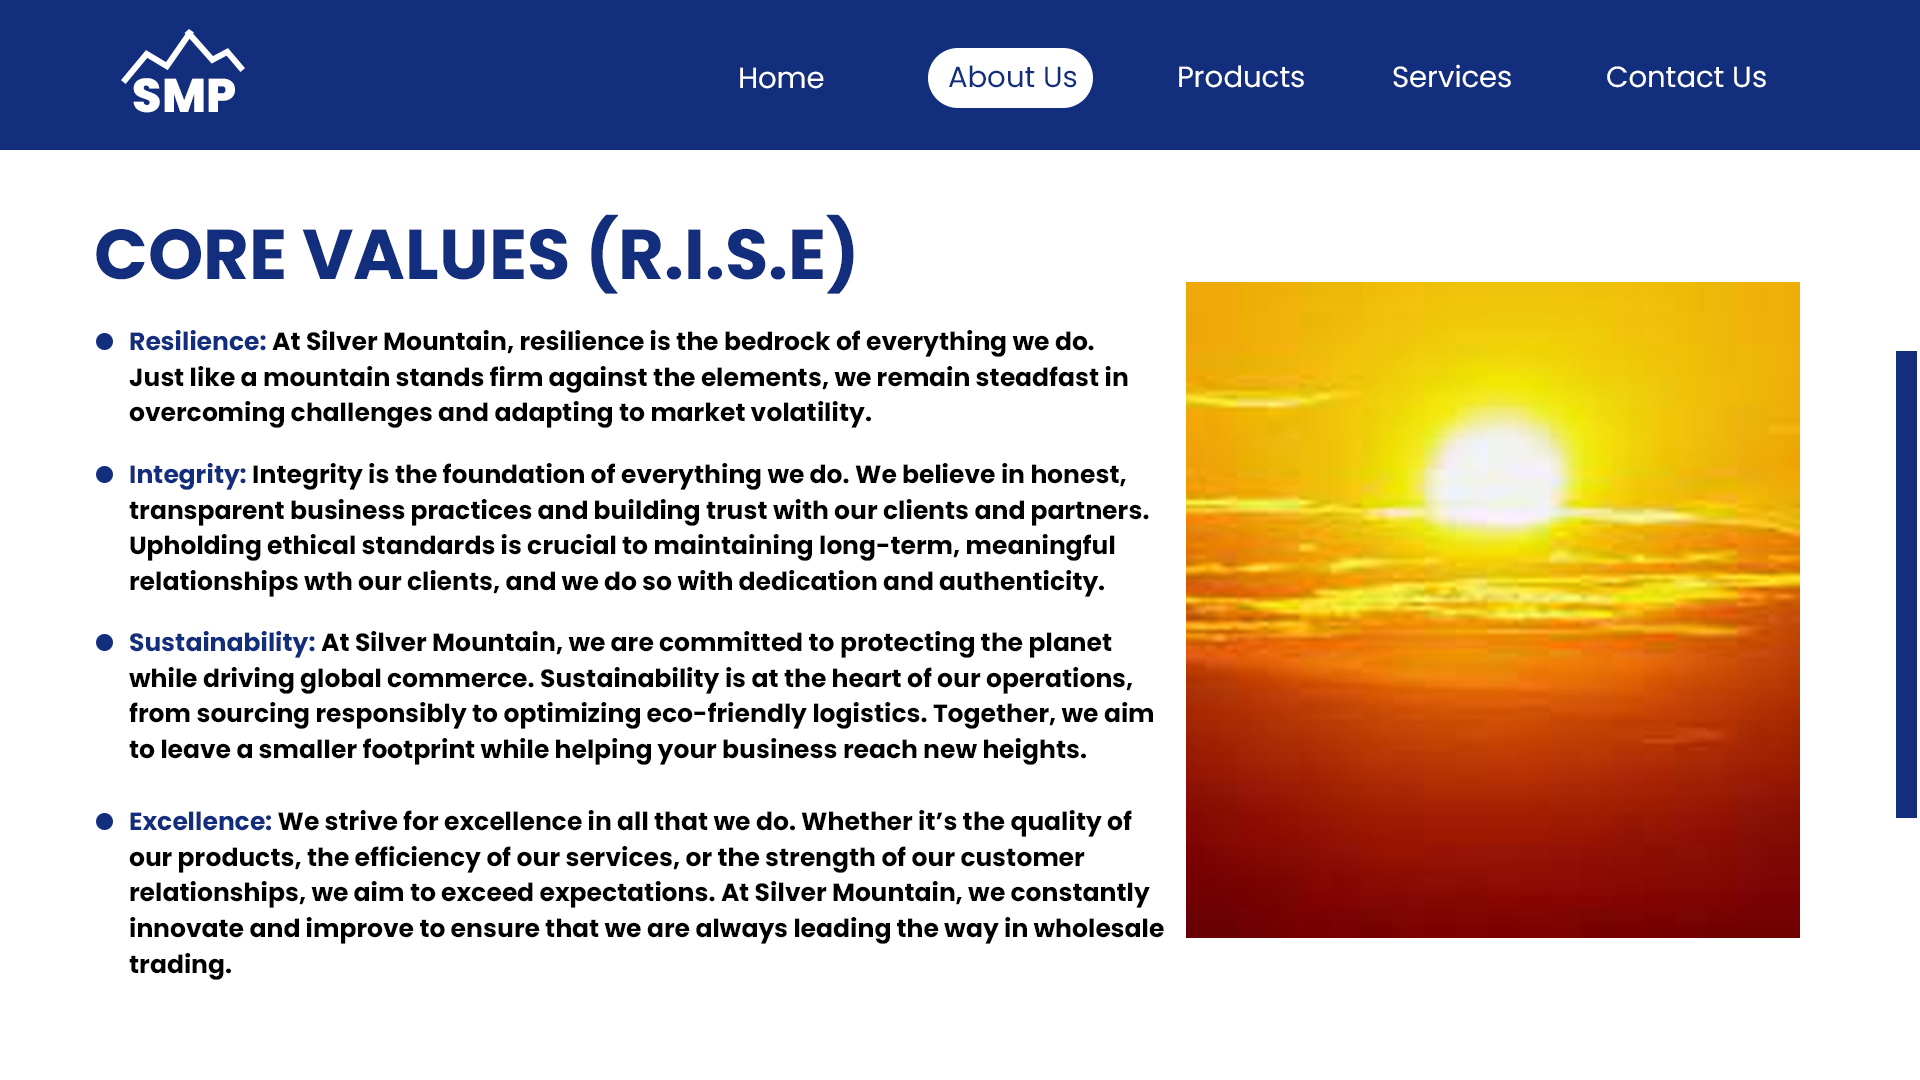 SMP
Home
About Us
Products
Services
Contact Us
CORE VALUES (R.I.S.E)
Resilience: At Silver Mountain, resilience is the bedrock of everything we do.
Just like a mountain stands firm against the elements, we remain steadfast in
overcoming challenges and adapting to market volatility.
Integrity: Integrity is the foundation of everything we do. We believe in honest,
transparent business practices and building trust with our clients and partners.
Upholding ethical standards is crucial to maintaining long-term, meaningful
relationships wth our clients, and we do so with dedication and authenticity.
Sustainability: At Silver Mountain, we are committed to protecting the planet
while driving global commerce. Sustainability is at the heart of our operations,
from sourcing responsibly to optimizing eco-friendly logistics. Together, we aim
to leave a smaller footprint while helping your business reach new heights.
Excellence: We strive for excellence in all that we do. Whether it’s the quality of
our products, the efficiency of our services, or the strength of our customer
relationships, we aim to exceed expectations. At Silver Mountain, we constantly
innovate and improve to ensure that we are always leading the way in wholesale
trading.